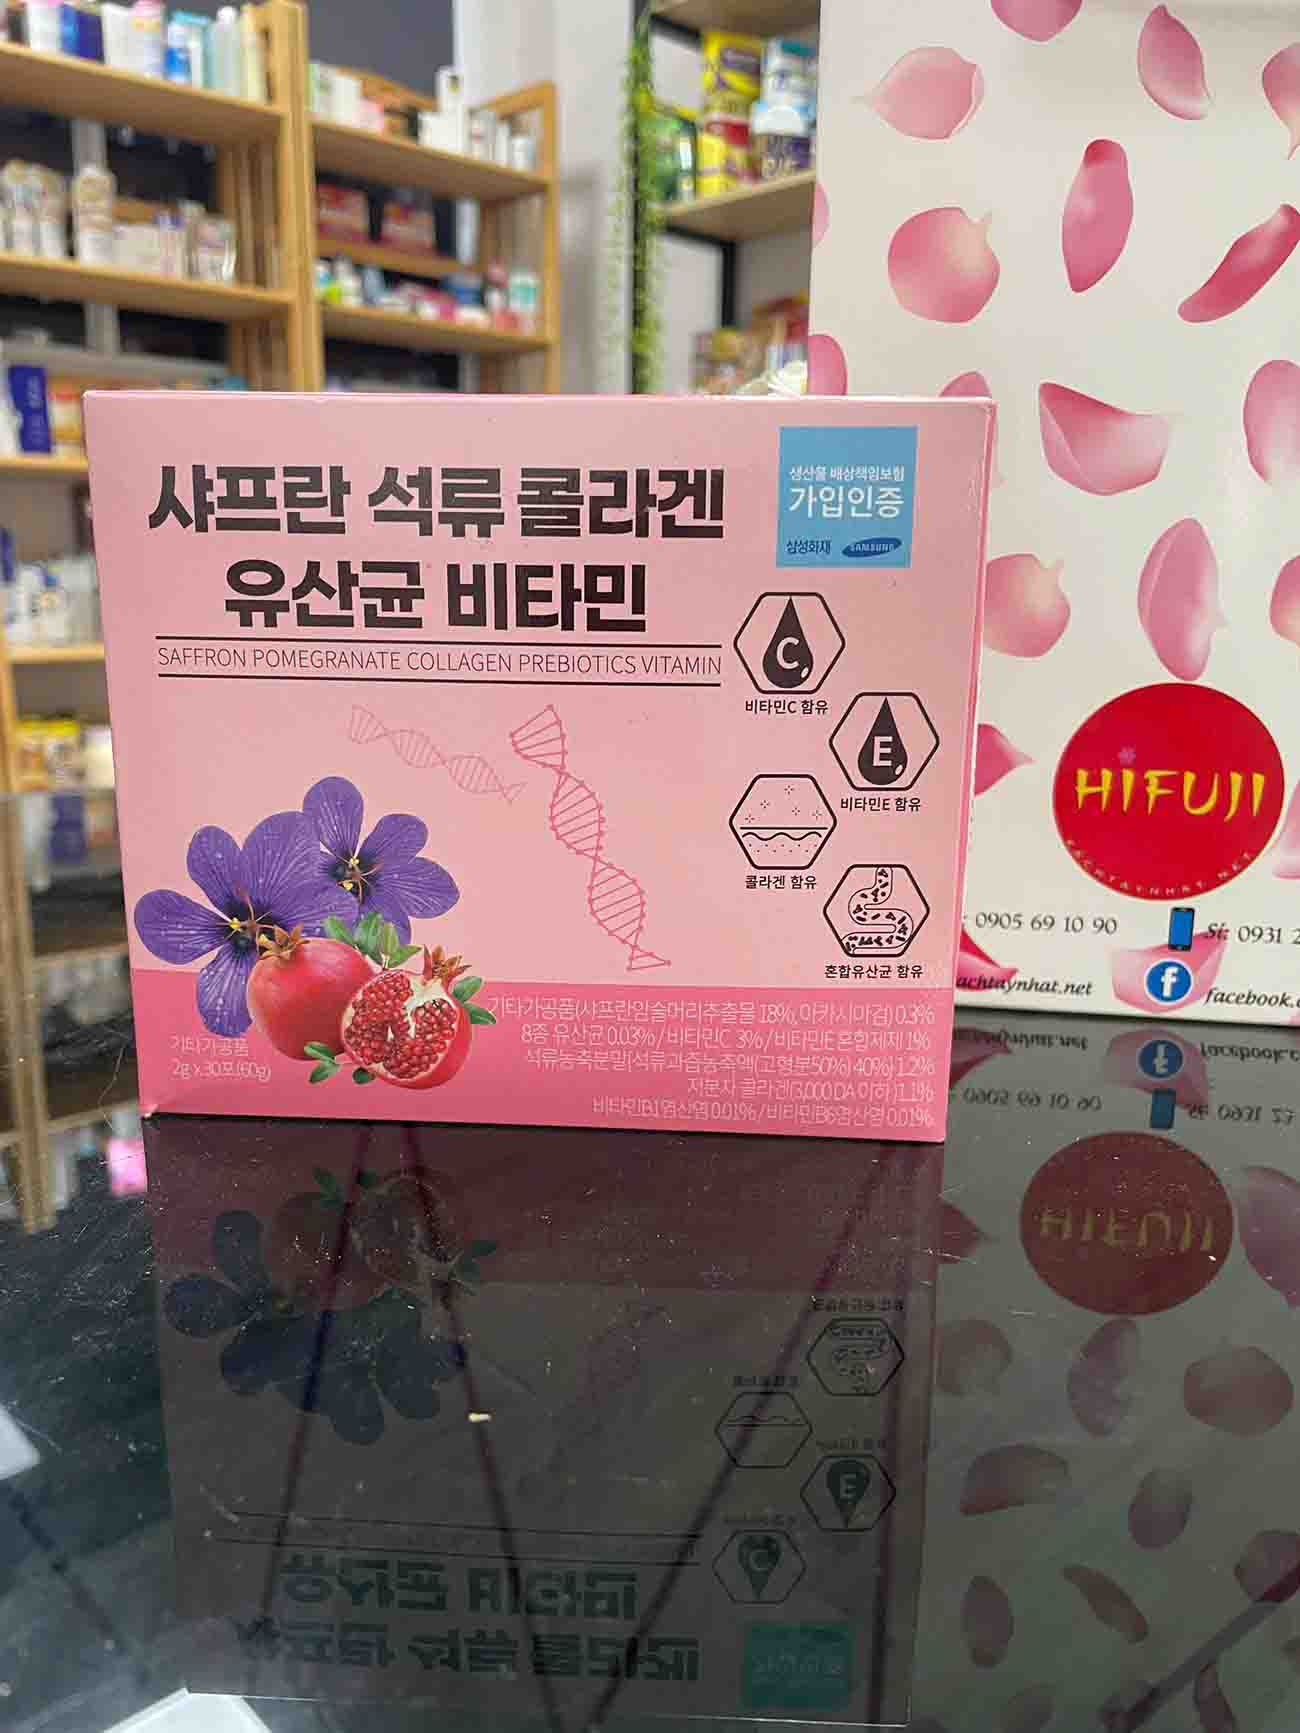 샤프란 석류 콜라겐
유산균 비타민
SAFFRON POMEGRANATE COLLAGEN PREBIOTICS VITAMIN
생산물 배상책임보험
가입인증
삼성화재 SAMSUNG
C
비타민C 함유
E
비타민E 함유
콜라겐 함유
혼합유산균 함유
기타가공품
2g x 30포(60g)
기타가공품(샤프란암술머리추출물 18%, 아카시아검) 0.3%
8종 유산균 0.03% / 비타민C 3% / 비타민E혼합제제 1%
석류농축분말(석류과즙농축액(고형분50%) 40%) 1.2%
저분자 콜라겐(3,000 DA 이하) 1.1%
비타민B1염산염 0.01% / 비타민B6염산염 0.01%
HIFUJI
: 0905 69 10 90
Sỉ: 0931 2
achtaynhat.net
facebook.c